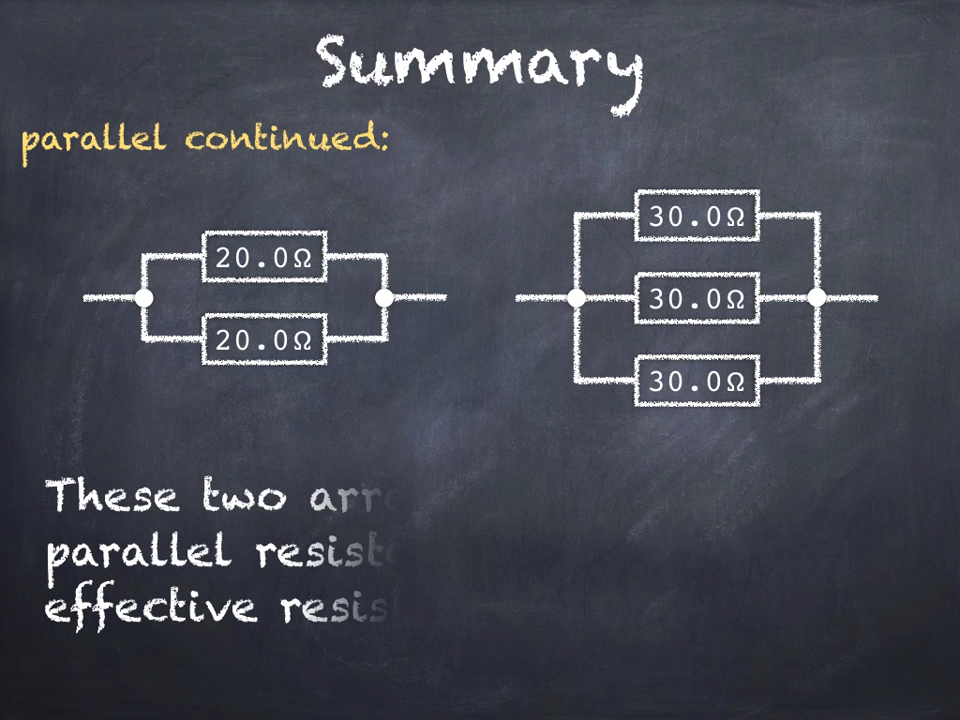 Summary
parallel continued:
20.0Ω
20.0Ω
30.0Ω
30.0Ω
30.0Ω
These two
parallel
effective